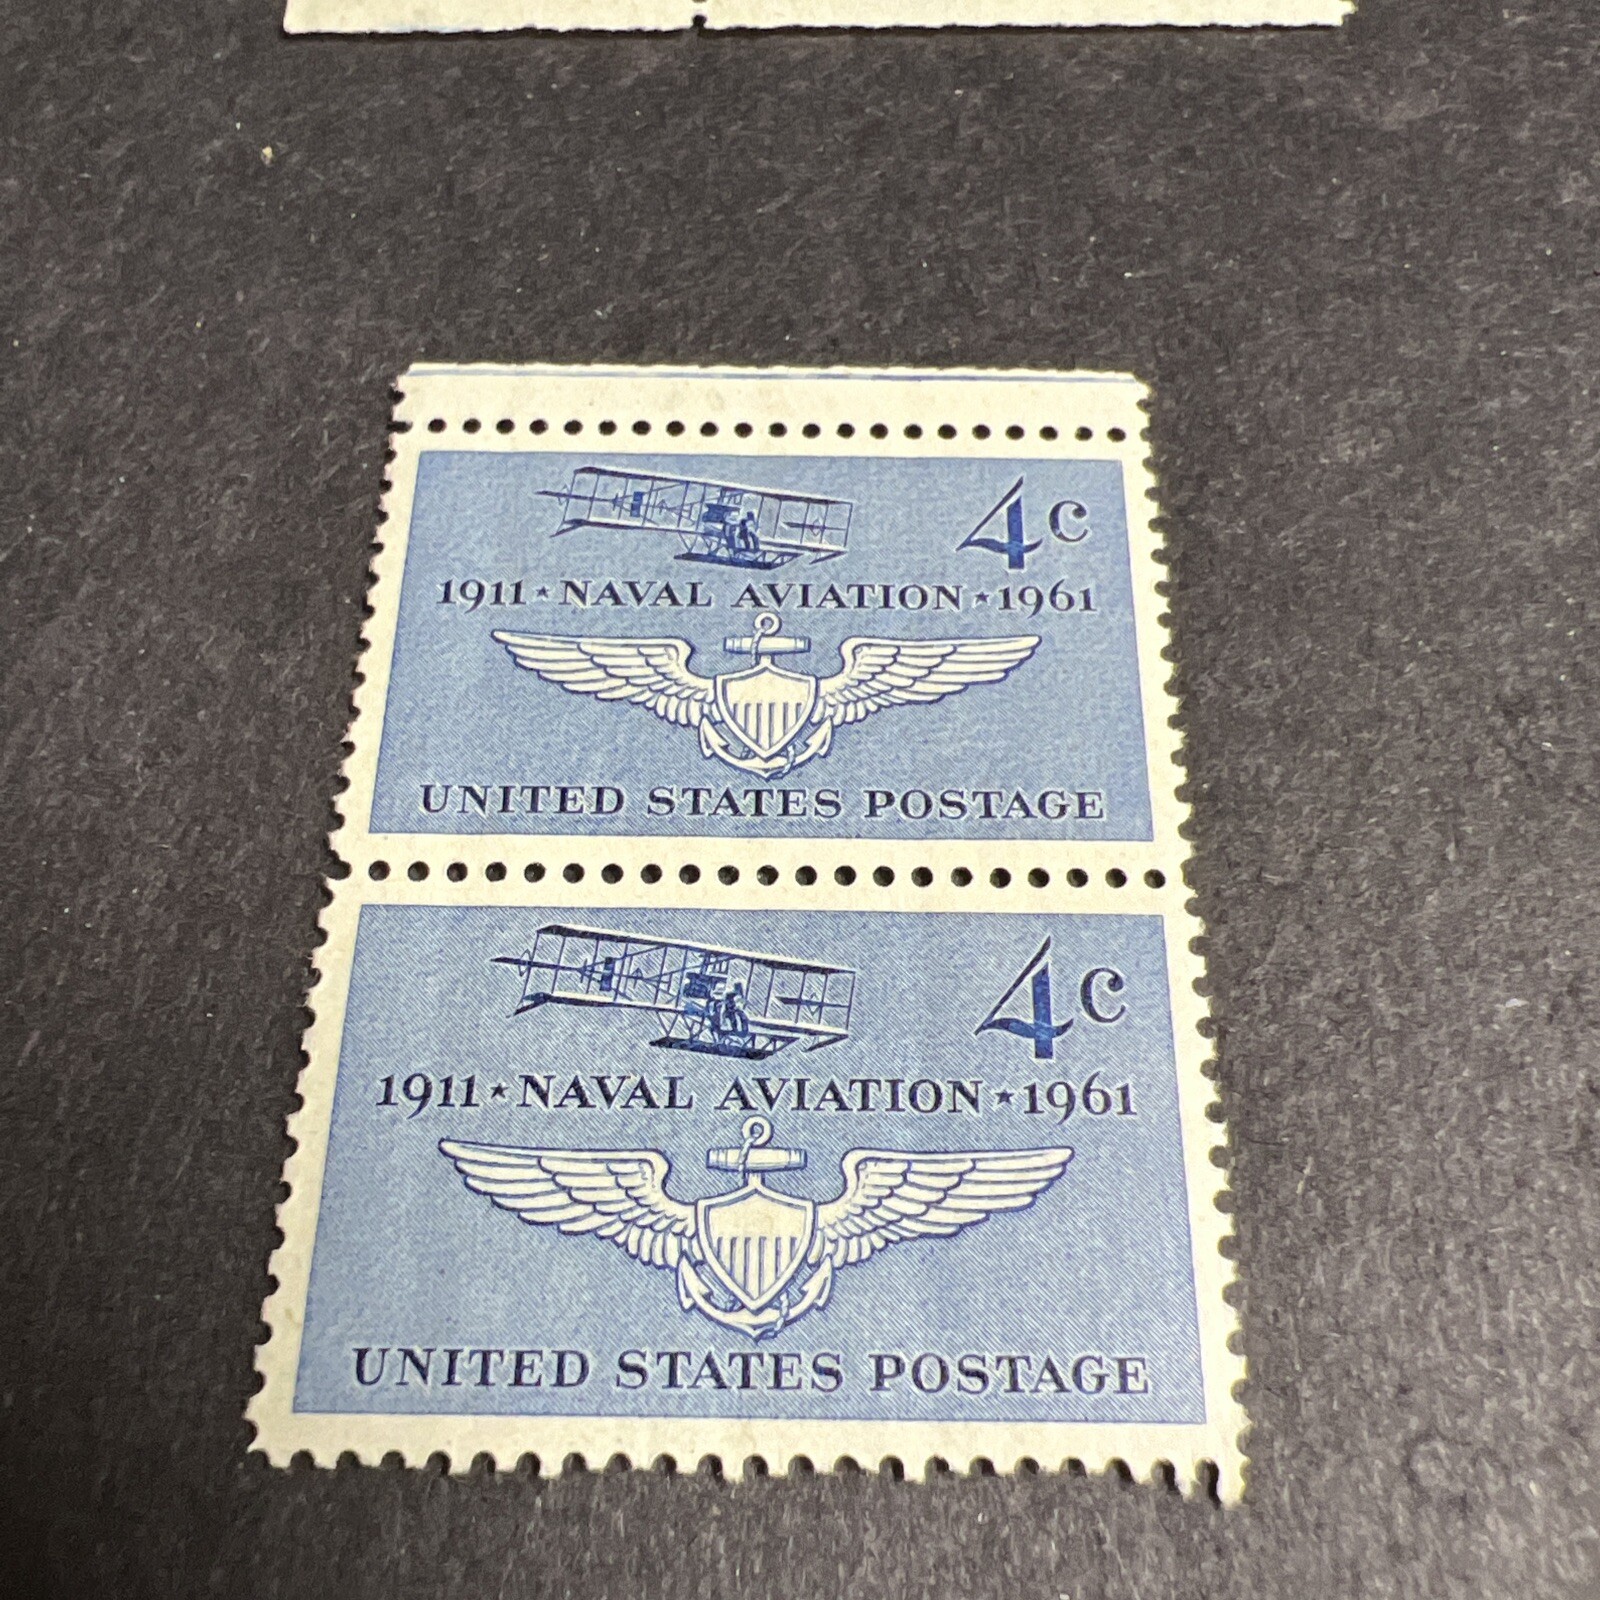 4c
1911★NAVAL AVIATION★1961
UNITED STATES POSTAGE
4c
1911★NAVAL AVIATION★1961
UNITED STATES POSTAGE